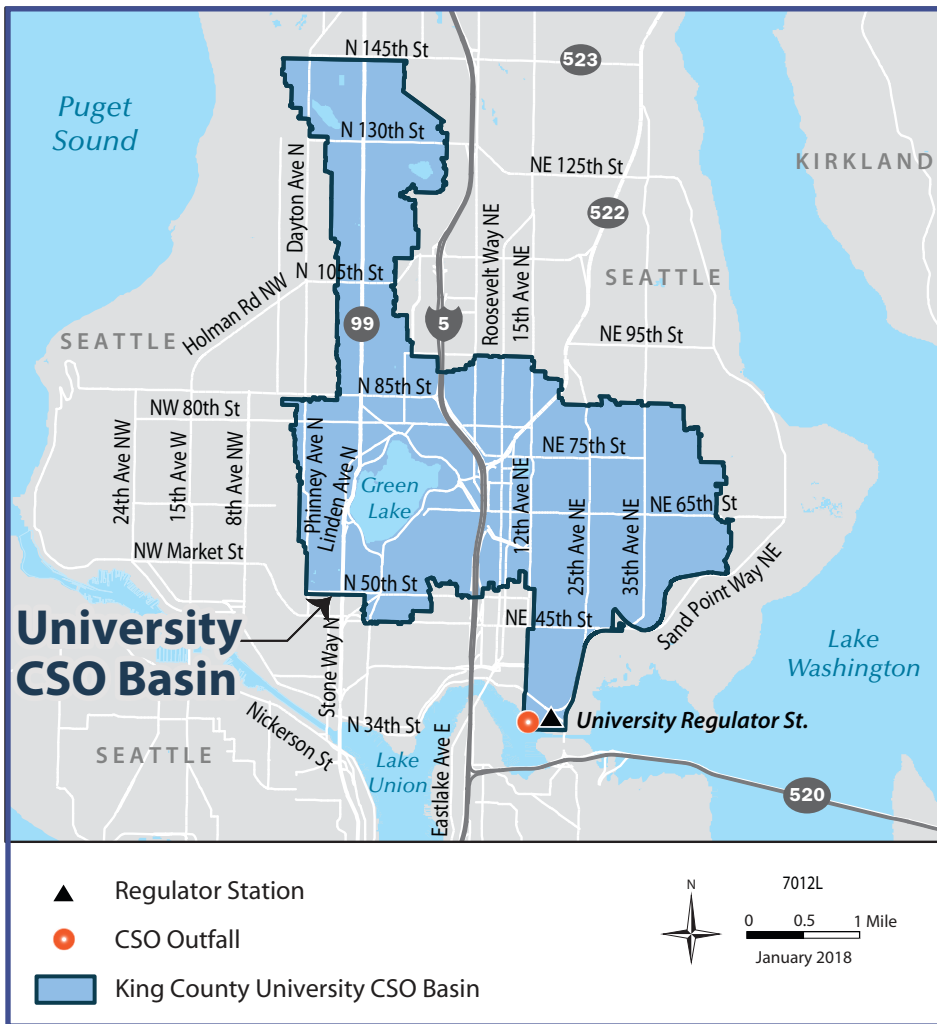 N 145th St
523
Puget
Sound
N 130th St
NE 125th St
KIRKLAND
522
Dayton Ave N
Roosevelt Way NE
15th Ave NE
N 105th St
SEATTLE
Holman Rd NW
99
5
SEATTLE
NE 95th St
N 85th St
NW 80th St
24th Ave NW
15th Ave W
8th Ave NW
Phinney Ave N
Linden Ave N
Green
Lake
NE 75th St
12th Ave NE
25th Ave NE
35th Ave NE
NE 65th St
NW Market St
N 50th St
Sand Point Way NE
University
CSO Basin
NE 45th St
Stone Way N
Lake
Washington
Nickerson St
N 34th St
University Regulator St.
SEATTLE
Lake
Union
Eastlake Ave E
520
Regulator Station
CSO Outfall
King County University CSO Basin
N
7012L
0 0.5 1 Mile
January 2018